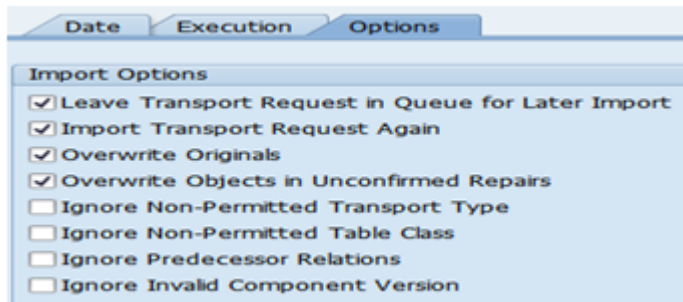 Date Execution Options
Import Options
Leave Transport Request in Queue for Later Import
Import Transport Request Again
Overwrite Originals
Overwrite Objects in Unconfirmed Repairs
Ignore Non-Permitted Transport Type
Ignore Non-Permitted Table Class
Ignore Predecessor Relations
Ignore Invalid Component Version